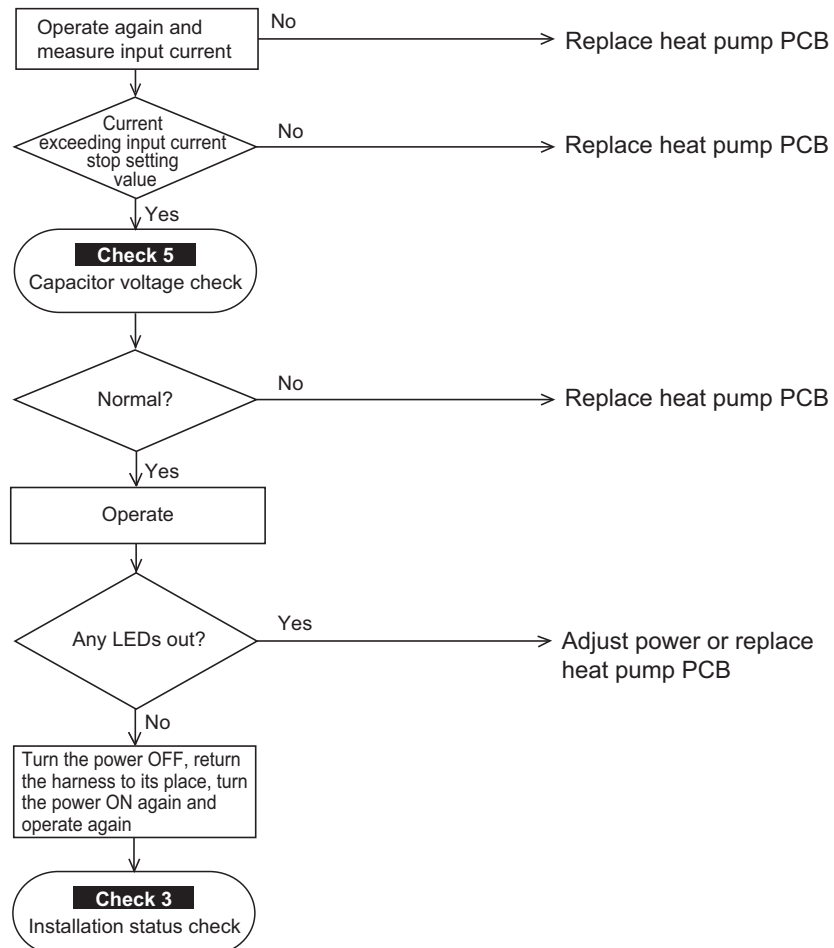 Operate again and
measure input current
No
Replace heat pump PCB
Current
exceeding input current
stop setting
value
No
Replace heat pump PCB
Yes
Check 5
Capacitor voltage check
Normal?
No
Replace heat pump PCB
Yes
Operate
Any LEDs out?
Yes
Adjust power or replace
heat pump PCB
No
Turn the power OFF, return
the harness to its place, turn
the power ON again and
operate again
Check 3
Installation status check